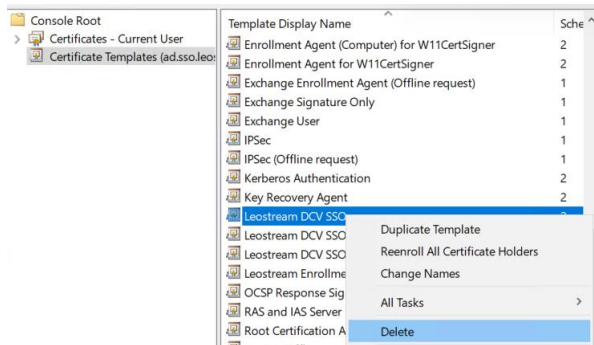 Console Root
Certificates - Current User
Certificate Templates (ad.sso.leos
Template Display Name Sche
Enrollment Agent (Computer) for W11CertSigner 2
Enrollment Agent for W11CertSigner 2
Exchange Enrollment Agent (Offline request) 1
Exchange Signature Only 1
Exchange User 1
IPSec 1
IPSec (Offline request) 1
Kerberos Authentication 2
Key Recovery Agent 2
Leostream DCV SSO
Leostream DCV SSO
Leostream DCV SSO
Leostream Enrollme
OCSP Response Sig
RAS and IAS Server
Root Certification A
Duplicate Template
Reenroll All Certificate Holders
Change Names
All Tasks
Delete